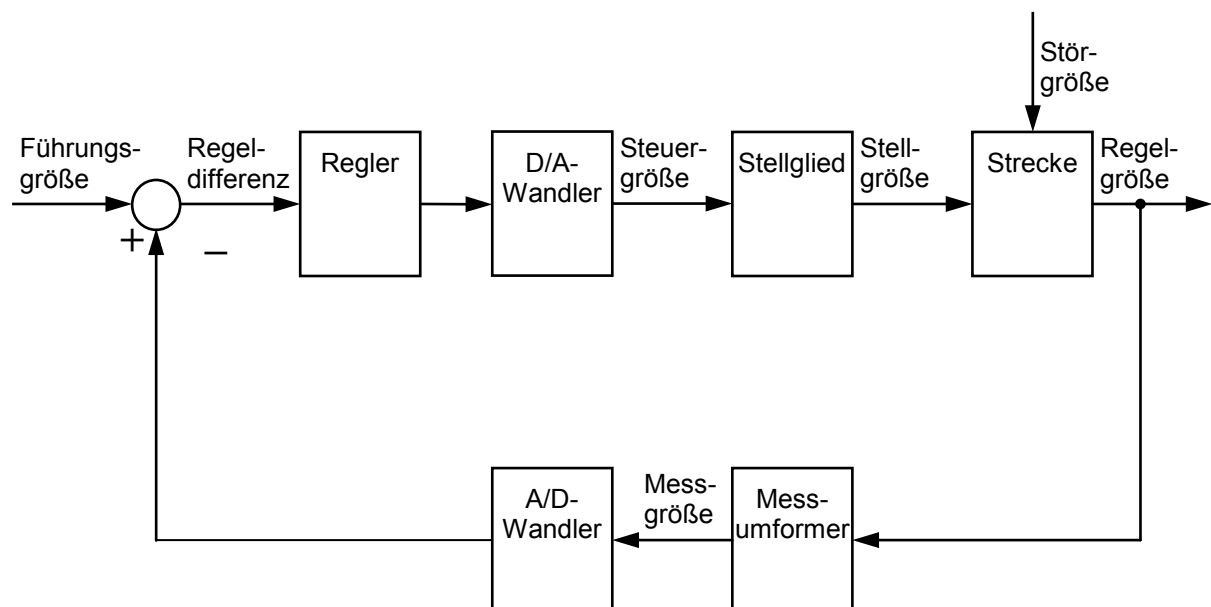 Stör-
größe
Führungs-
größe
Regel-
differenz
Regler
D/A-
Wandler
Steuer-
größe
Stellglied
Stell-
größe
Strecke
Regel-
größe
+
–
A/D-
Wandler
Mess-
größe
Mess-
umformer